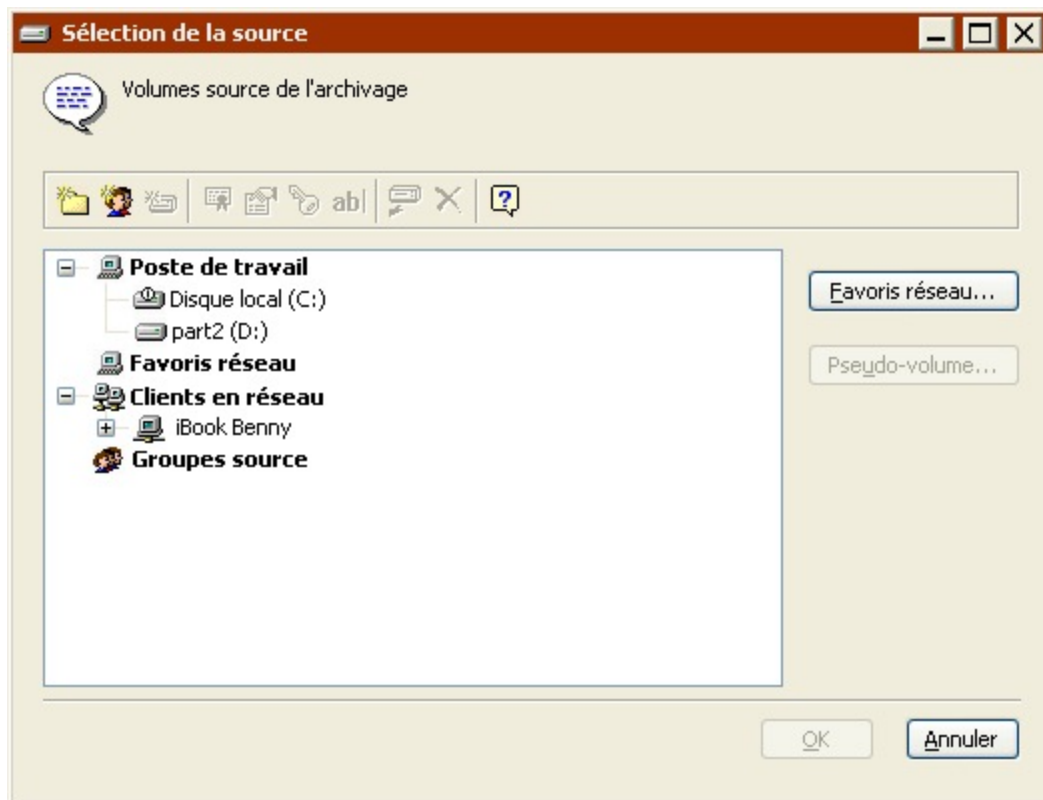 Sélection de la source
Volumes source de l'archivage
ab|
?
Poste de travail
Disque local (C:)
part2 (D:)
Favoris réseau
Clients en réseau
iBook Benny
Groupes source
Favoris réseau...
Pseudo-volume...
OK
Annuler